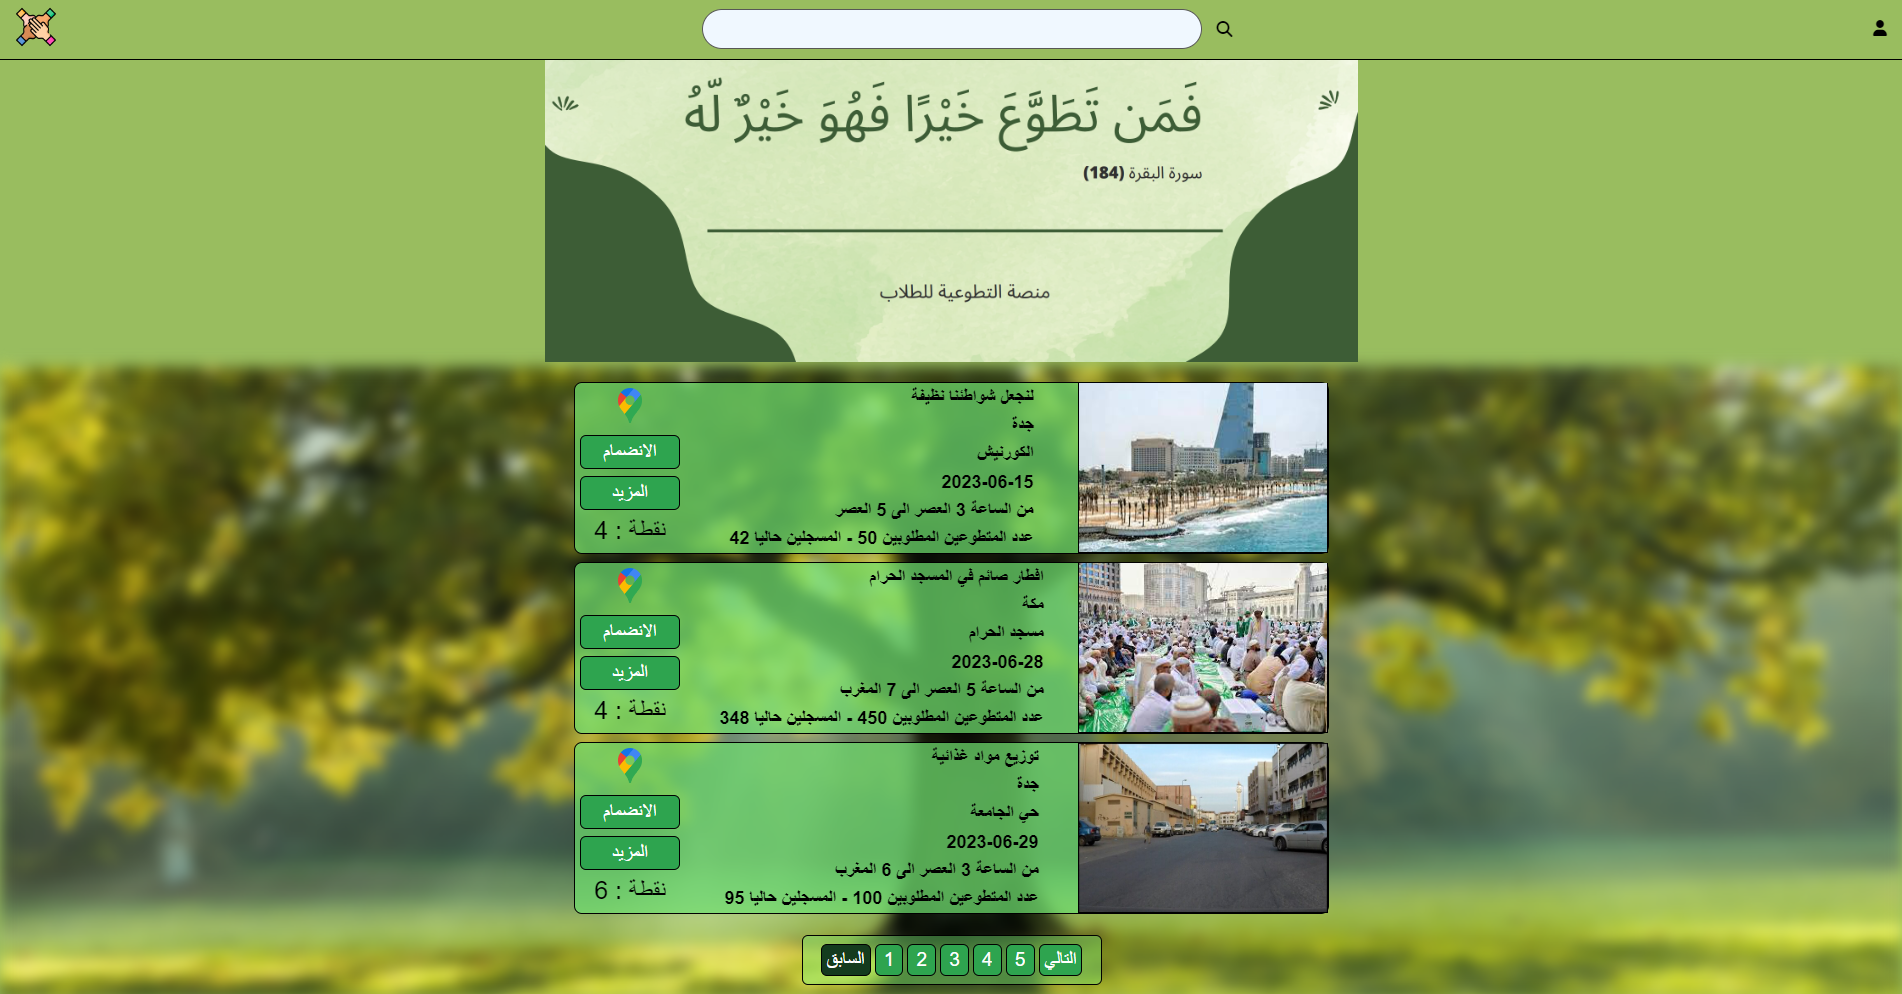 فَمَن تَطَوَّعَ خَيْرًا فَهُوَ خَيْرٌ لَّهُ
سورة البقرة (184)
منصة التطوعية للطلاب
لنجعل شواطئنا نظيفة
جدة
الكورنيش
2023-06-15
من الساعة 3 العصر الى 5 العصر
عدد المتطوعين المطلوبين 50 - المسجلين حاليا 42
الانضمام
المزيد
نقطة : 4
افطار صائم في المسجد الحرام
مكة
مسجد الحرام
2023-06-28
من الساعة 5 العصر الى 7 المغرب
عدد المتطوعين المطلوبين 450 - المسجلين حاليا 348
الانضمام
المزيد
نقطة : 4
توزيع مواد غذائية
جدة
حي الجامعة
2023-06-29
من الساعة 3 العصر الى 6 المغرب
عدد المتطوعين المطلوبين 100 - المسجلين حاليا 95
الانضمام
المزيد
نقطة : 6
السابق 1 2 3 4 5 التالي